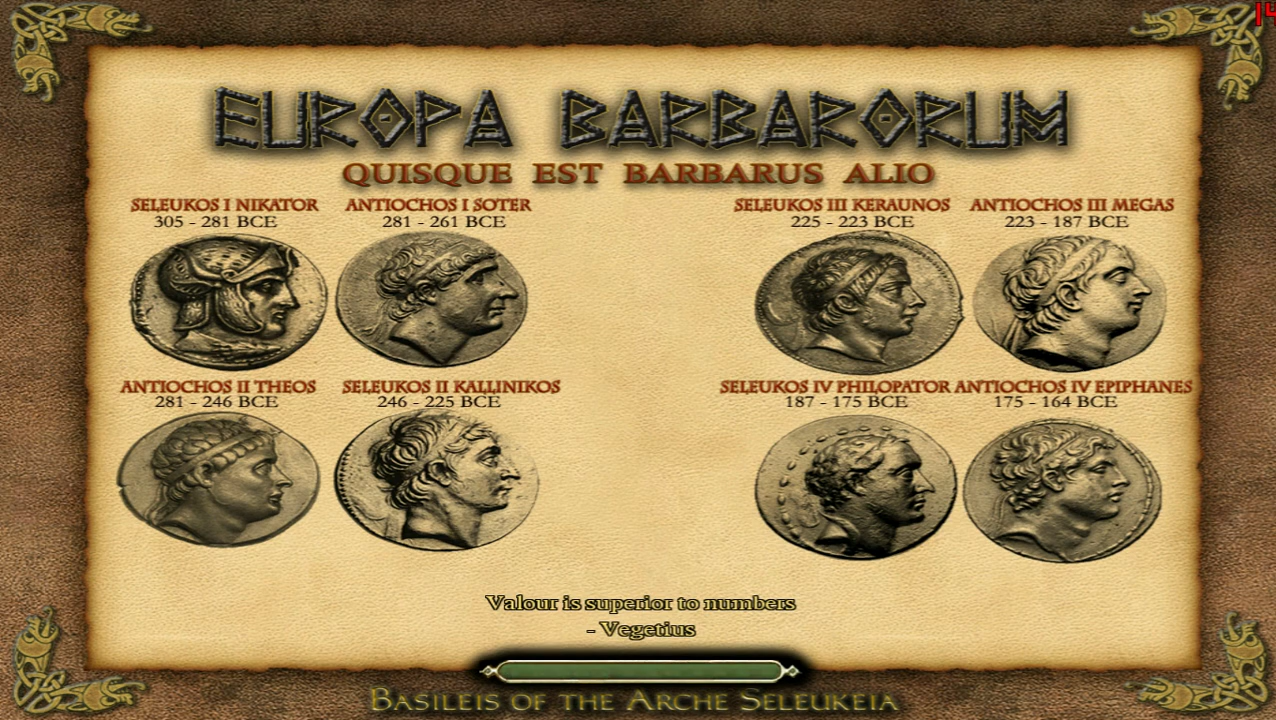 EUROPA BARBARORUM
QUISQUE EST BARBARUS ALIO
SELEUKOS I NIKATOR
305 - 281 BCE
ANTIOCHOS I SOTER
281 - 261 BCE
SELEUKOS III KERAUNOS
225 - 223 BCE
ANTIOCHOS III MEGAS
223 - 187 BCE
ANTIOCHOS II THEOS
281 - 246 BCE
SELEUKOS II KALLINIKOS
246 - 225 BCE
SELEUKOS IV PHILOPATOR
187 - 175 BCE
ANTIOCHOS IV EPIPHANES
175 - 164 BCE
Valour is superior to numbers
- Vegetius
BASILEIS OF THE ARCHE SELEUKEIA